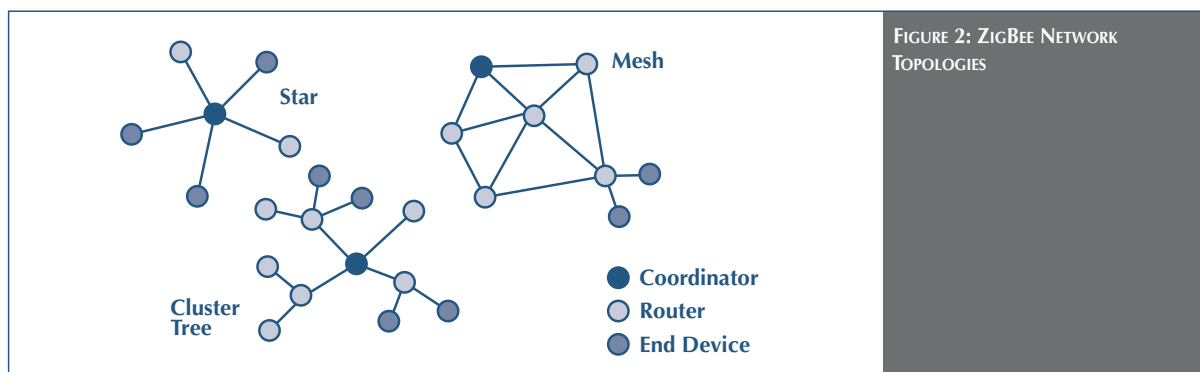 Star
Mesh
Cluster
Tree
Coordinator
Router
End Device
Figure 2: ZigBee Network
Topologies